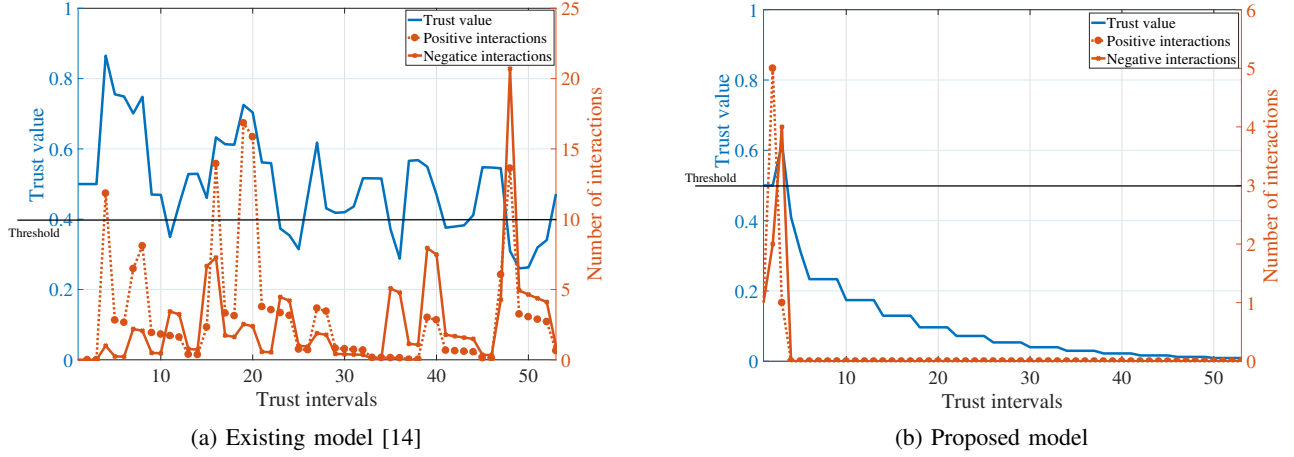 1
25
Trust value
Positive interactions
Negatice interactions
0.8
20
0.6
15
0.4
10
Threshold
0.2
5
0
0
10
20
30
40
50
Trust value
Number of interactions
Trust intervals
(a) Existing model [14]
1
6
Trust value
Positive interactions
Negative interactions
5
0.8
4
0.6
Threshold
3
0.4
2
0.2
1
0
0
10
20
30
40
50
Trust value
Number of interactions
Trust intervals
(b) Proposed model